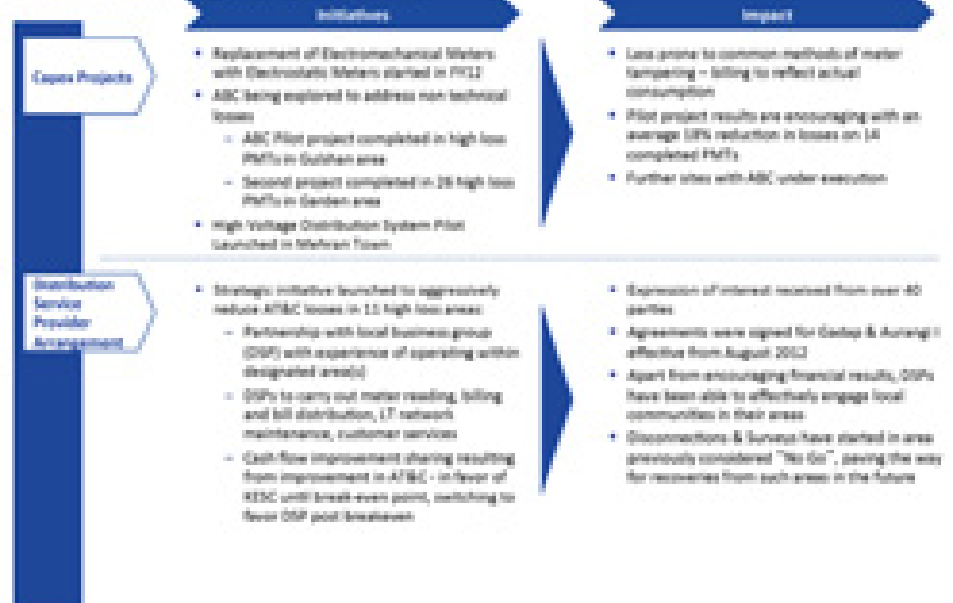 Initiatives
Impact
Capex Projects
• Replacement of Electromechanical Meters
with Electrostatic Meters started in FY12
• ABC being explored to address non technical
losses
– ABC Pilot project completed in high loss
PMTs in Gulshan area
– Second project completed in 26 high loss
PMTs in Garden area
• High Voltage Distribution System Pilot
Launched in Mehran Town
• Less prone to common methods of meter
tampering – billing to reflect actual
consumption
• Pilot project results are encouraging with an
average 18% reduction in losses on 14
completed PMTs
• Further sites with ABC under execution
Distribution
Service
Provider
Arrangement
• Strategic initiative launched to aggressively
reduce AT&C losses in 11 high loss areas:
– Partnership with local business group
(DSP) with experience of operating within
designated area(s)
– DSPs to carry out meter reading, billing
and bill distribution, LT network
maintenance, customer services
– Cash flow improvement sharing resulting
from improvement in AT&C - in favor of
KESC until break even point, switching to
favor DSP post breakeven
• Expression of interest received from over 40
parties
• Agreements were signed for Gadap & Aurangi I
effective from August 2012
• Apart from encouraging financial results, DSPs
have been able to effectively engage local
communities in their areas
• Disconnections & Surveys have started in area
previously considered "No Go", paving the way
for recoveries from such areas in the future